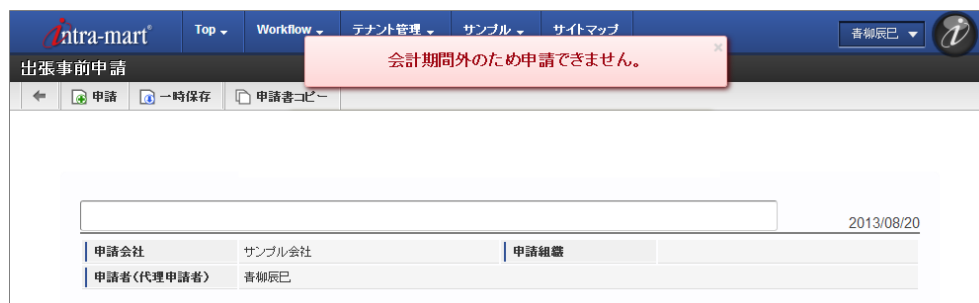 intra-mart® Top Workflow テナント管理 サンプル サイトマップ 青柳辰巳
会計期間外のため申請できません。 ×
出張事前申請
申請 一時保存 申請書コピー
2013/08/20
申請会社 サンプル会社 申請組織
申請者(代理申請者) 青柳辰巳